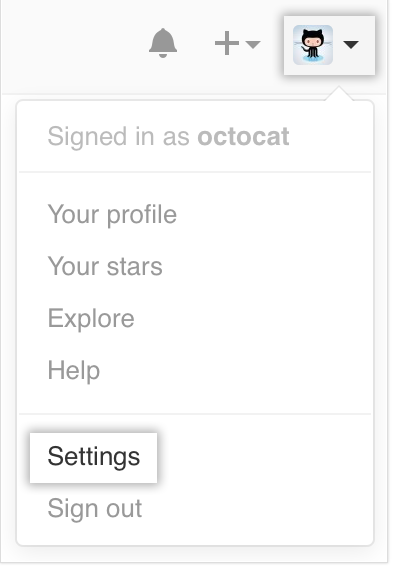 Signed in as octocat
Your profile
Your stars
Explore
Help
Settings
Sign out